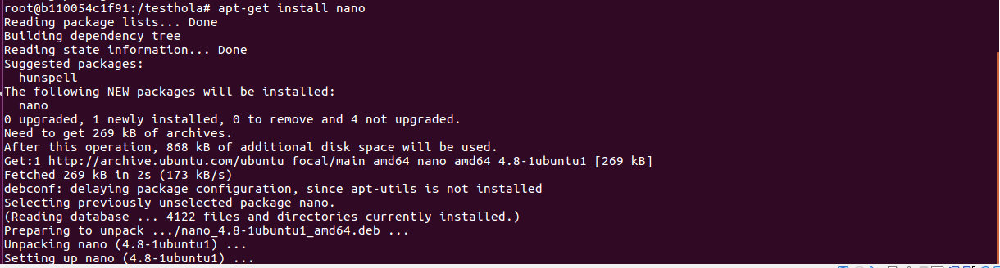 root@b110054c1f91:/testhola# apt-get install nano
Reading package lists... Done
Building dependency tree
Reading state information... Done
Suggested packages:
  hunspell
The following NEW packages will be installed:
  nano
0 upgraded, 1 newly installed, 0 to remove and 4 not upgraded.
Need to get 269 kB of archives.
After this operation, 868 kB of additional disk space will be used.
Get:1 http://archive.ubuntu.com/ubuntu focal/main amd64 nano amd64 4.8-1ubuntu1 [269 kB]
Fetched 269 kB in 2s (173 kB/s)
debconf: delaying package configuration, since apt-utils is not installed
Selecting previously unselected package nano.
(Reading database ... 4122 files and directories currently installed.)
Preparing to unpack .../nano_4.8-1ubuntu1_amd64.deb ...
Unpacking nano (4.8-1ubuntu1) ...
Setting up nano (4.8-1ubuntu1) ...